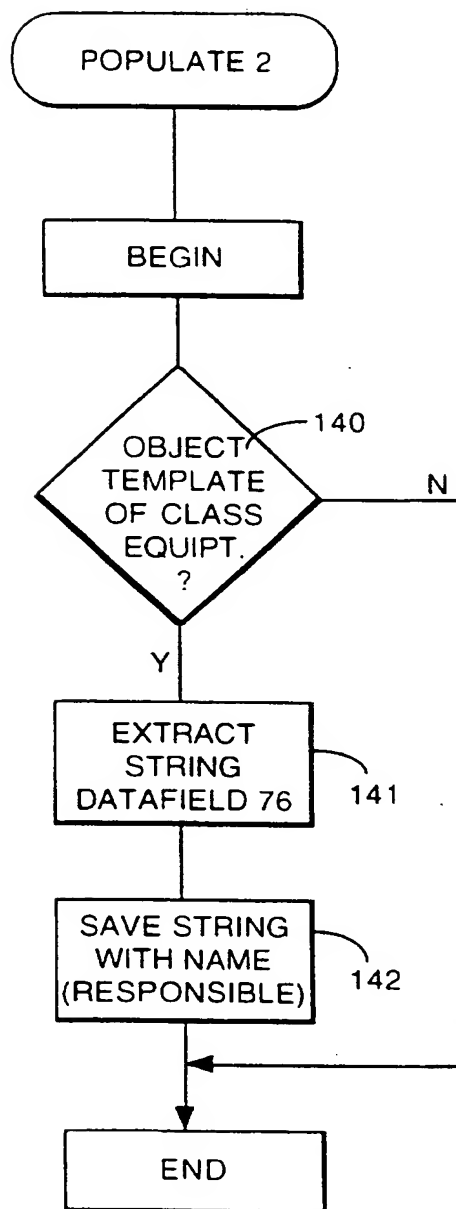 POPULATE 2
BEGIN
140
OBJECT
TEMPLATE
OF CLASS
EQUIPT.
?
N
Y
EXTRACT
STRING
DATAFIELD 76
141
SAVE STRING
WITH NAME
(RESPONSIBLE)
142
END